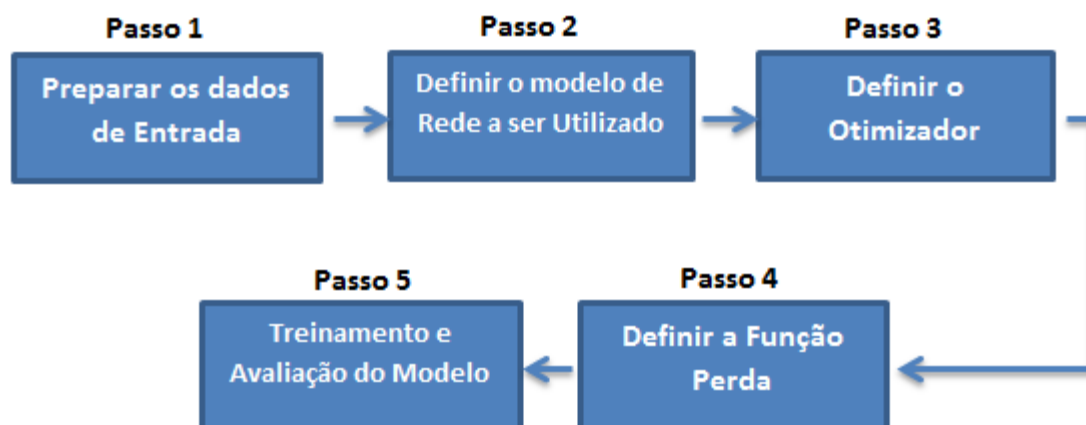 Passo 1
Preparar os dados
de Entrada
Passo 2
Definir o modelo de
Rede a ser Utilizado
Passo 3
Definir o
Otimizador
Passo 4
Definir a Função
Perda
Passo 5
Treinamento e
Avaliação do Modelo